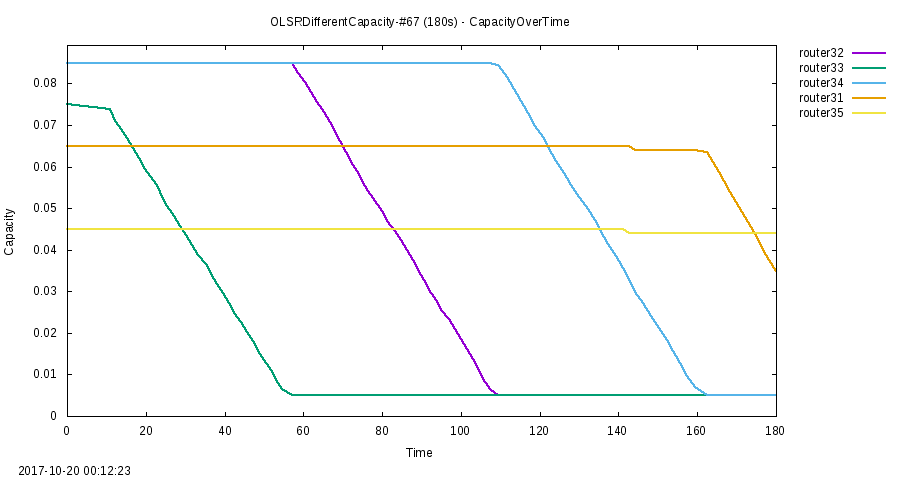 OLSRDifferentCapacity-#67 (180s) - CapacityOverTime
router32
router33
router34
router31
router35
0.08
0.07
0.06
0.05
0.04
0.03
0.02
0.01
0
Capacity
0 20 40 60 80 100 120 140 160 180
Time
2017-10-20 00:12:23